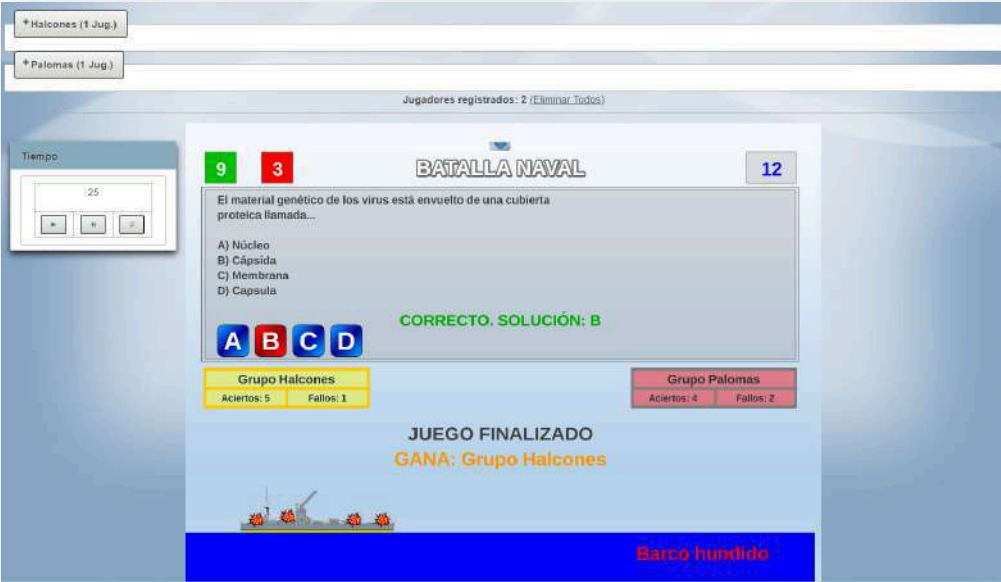 +Halcones (1 Jug.)
+Palomas (1 Jug.)
Jugadores registrados: 2 (Eliminar Todos)
Tiempo
25
9 3 BATALLA NAVAL 12
El material genético de los virus está envuelto de una cubierta
proteica llamada...
A) Núcleo
B) Cápsida
C) Membrana
D) Capsula
CORRECTO. SOLUCIÓN: B
A B C D
Grupo Halcones
Aciertos: 5 Fallos: 1
Grupo Palomas
Aciertos: 4 Fallos: 2
JUEGO FINALIZADO
GANA: Grupo Halcones
Barco hundido